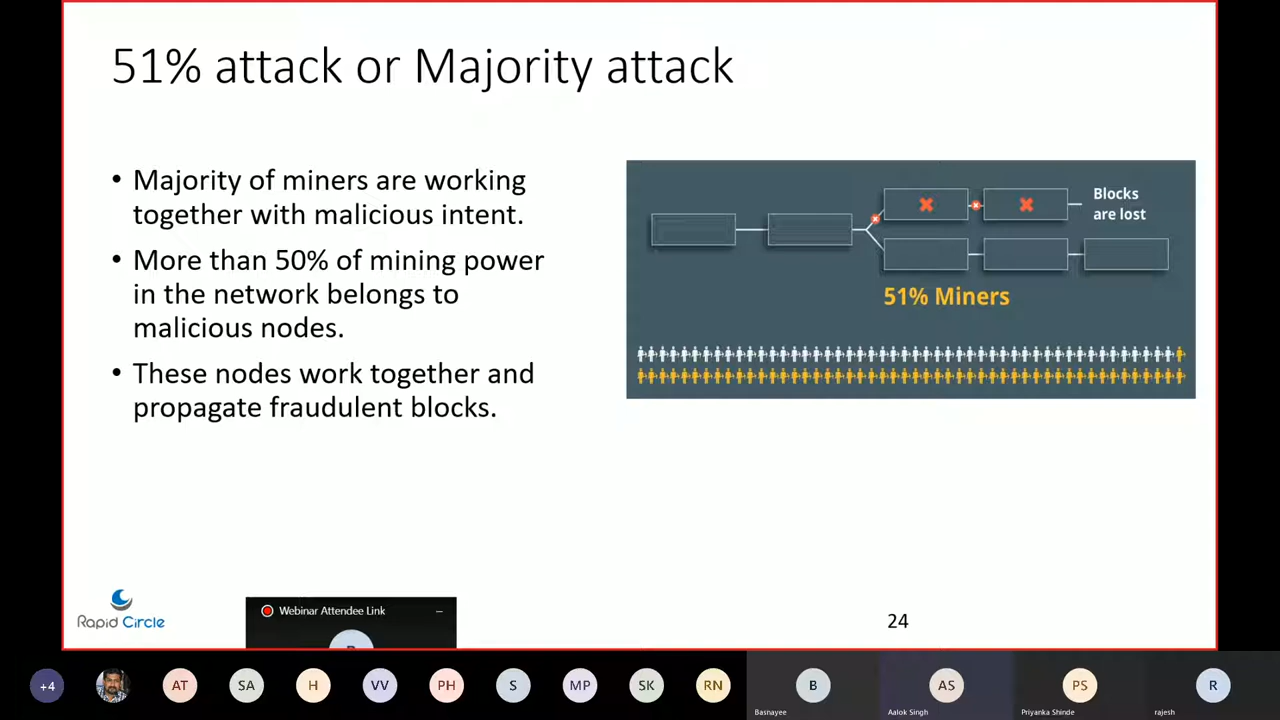 51% attack or Majority attack
• Majority of miners are working
together with malicious intent.
• More than 50% of mining power
in the network belongs to
malicious nodes.
• These nodes work together and
propagate fraudulent blocks.
Blocks
are lost
51% Miners
Rapid Circle
Webinar Attendee Link
24
+4
AT
SA
H
VV
PH
S
MP
SK
RN
B
Basnayee
AS
Aalok Singh
PS
Priyanka Shinde
R
rajesh